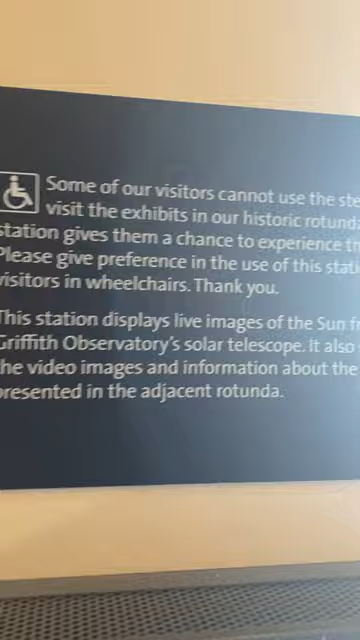 Some of our visitors cannot use the
visit the exhibits in our historic
station gives them a chance to experience
Please give preference in the use of this
visitors in wheelchairs. Thank you.
This station displays live images of the Sun
Griffith Observatory's solar telescope. It also
the video images and information about the
presented in the adjacent rotunda.